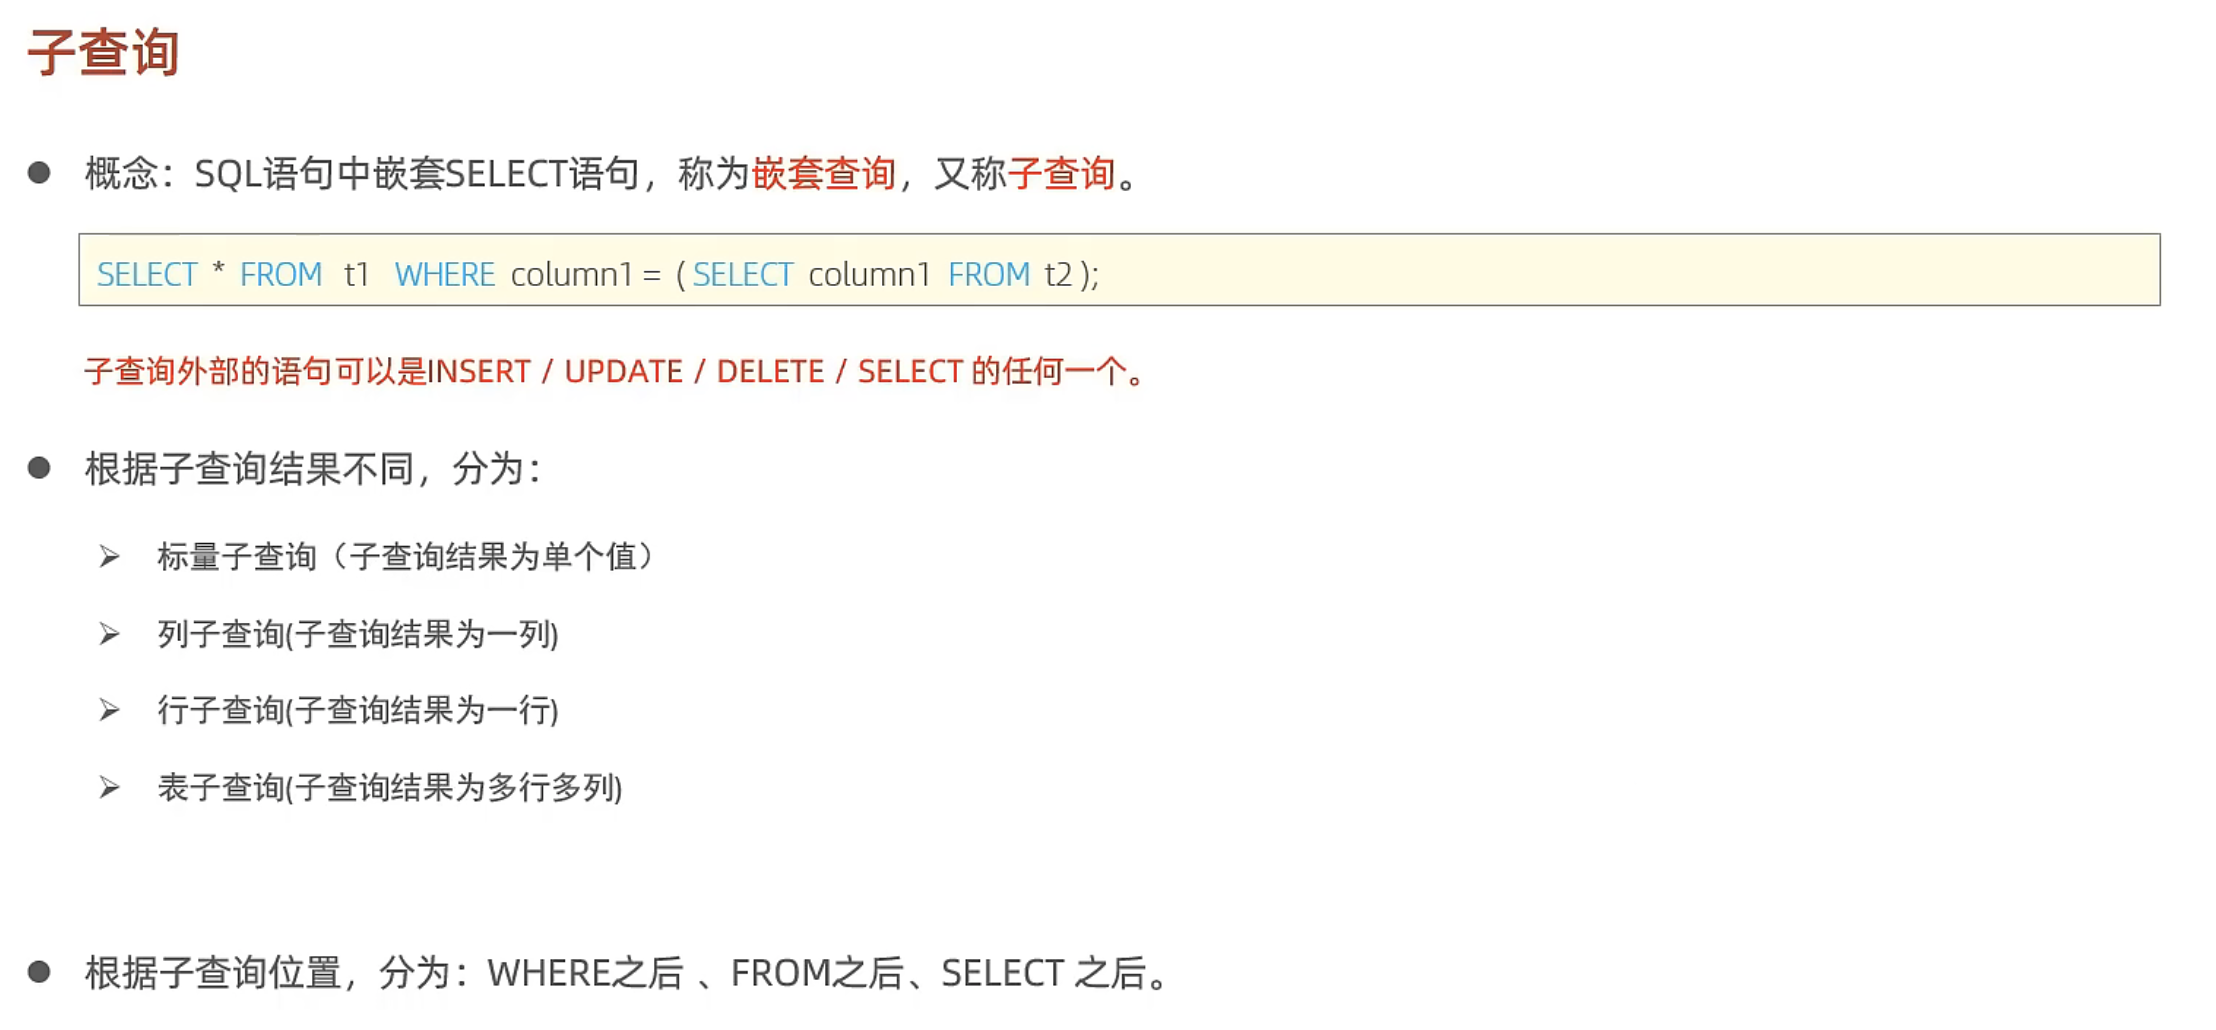 子查询
概念：SQL语句中嵌套SELECT语句，称为嵌套查询，又称子查询。
SELECT * FROM t1 WHERE column1 = ( SELECT column1 FROM t2 );
子查询外部的语句可以是INSERT / UPDATE / DELETE / SELECT 的任何一个。
根据子查询结果不同，分为：
标量子查询（子查询结果为单个值）
列子查询(子查询结果为一列)
行子查询(子查询结果为一行)
表子查询(子查询结果为多行多列)
根据子查询位置，分为：WHERE之后 、FROM之后、SELECT 之后。